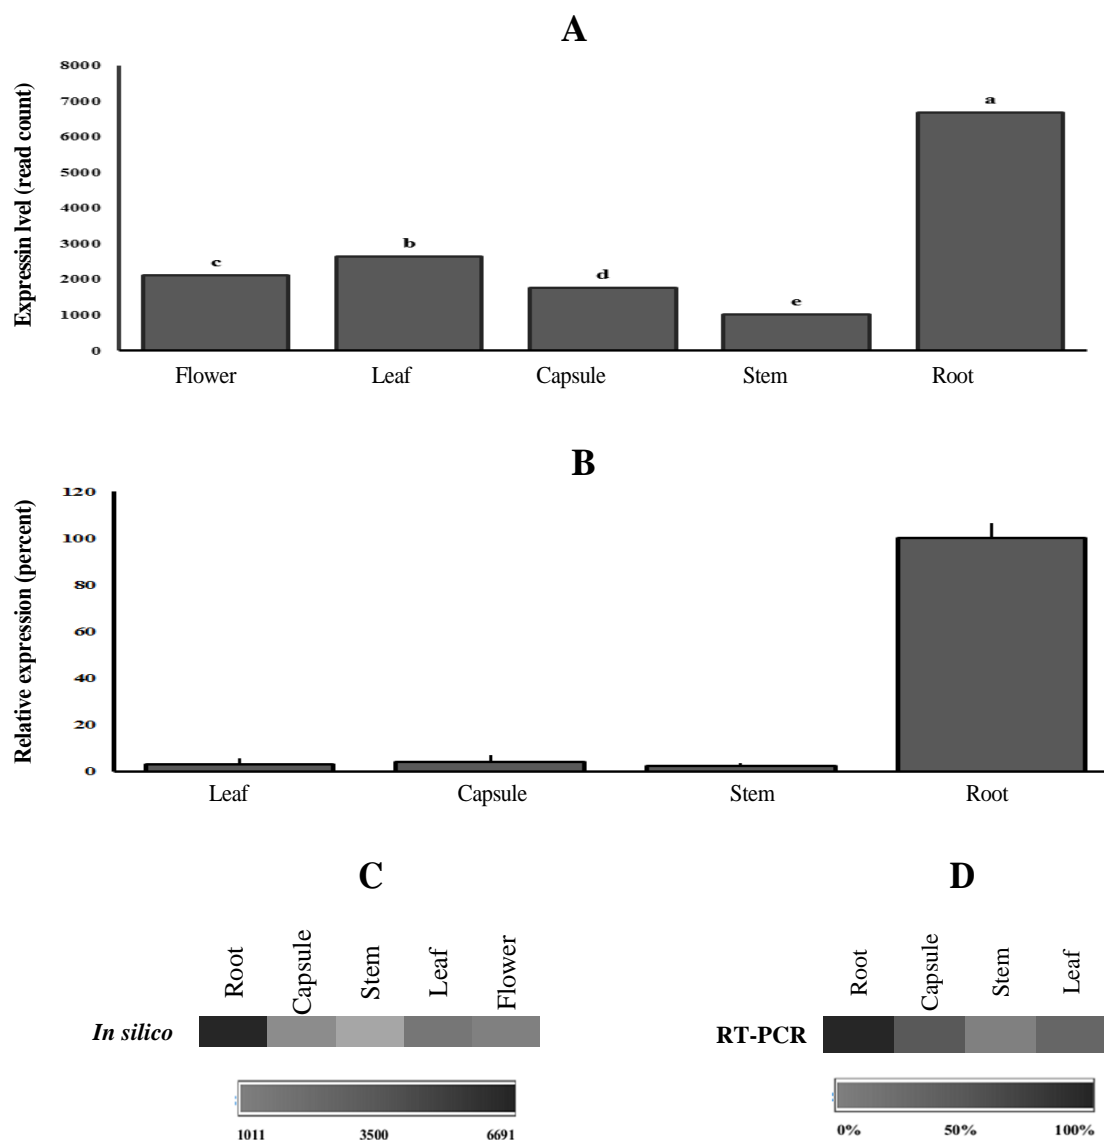 A
Expressin lvel (read count)
8000
7000
6000
5000
4000
3000
2000
1000
0
c
b
d
e
a
Flower Leaf Capsule Stem Root
B
Relative expression (percent)
120
100
80
60
40
20
0
Leaf Capsule Stem Root
C
Root Capsule Stem Leaf Flower
In silico
1011 3500 6691
D
Root Capsule Stem Leaf
RT-PCR
0% 50% 100%